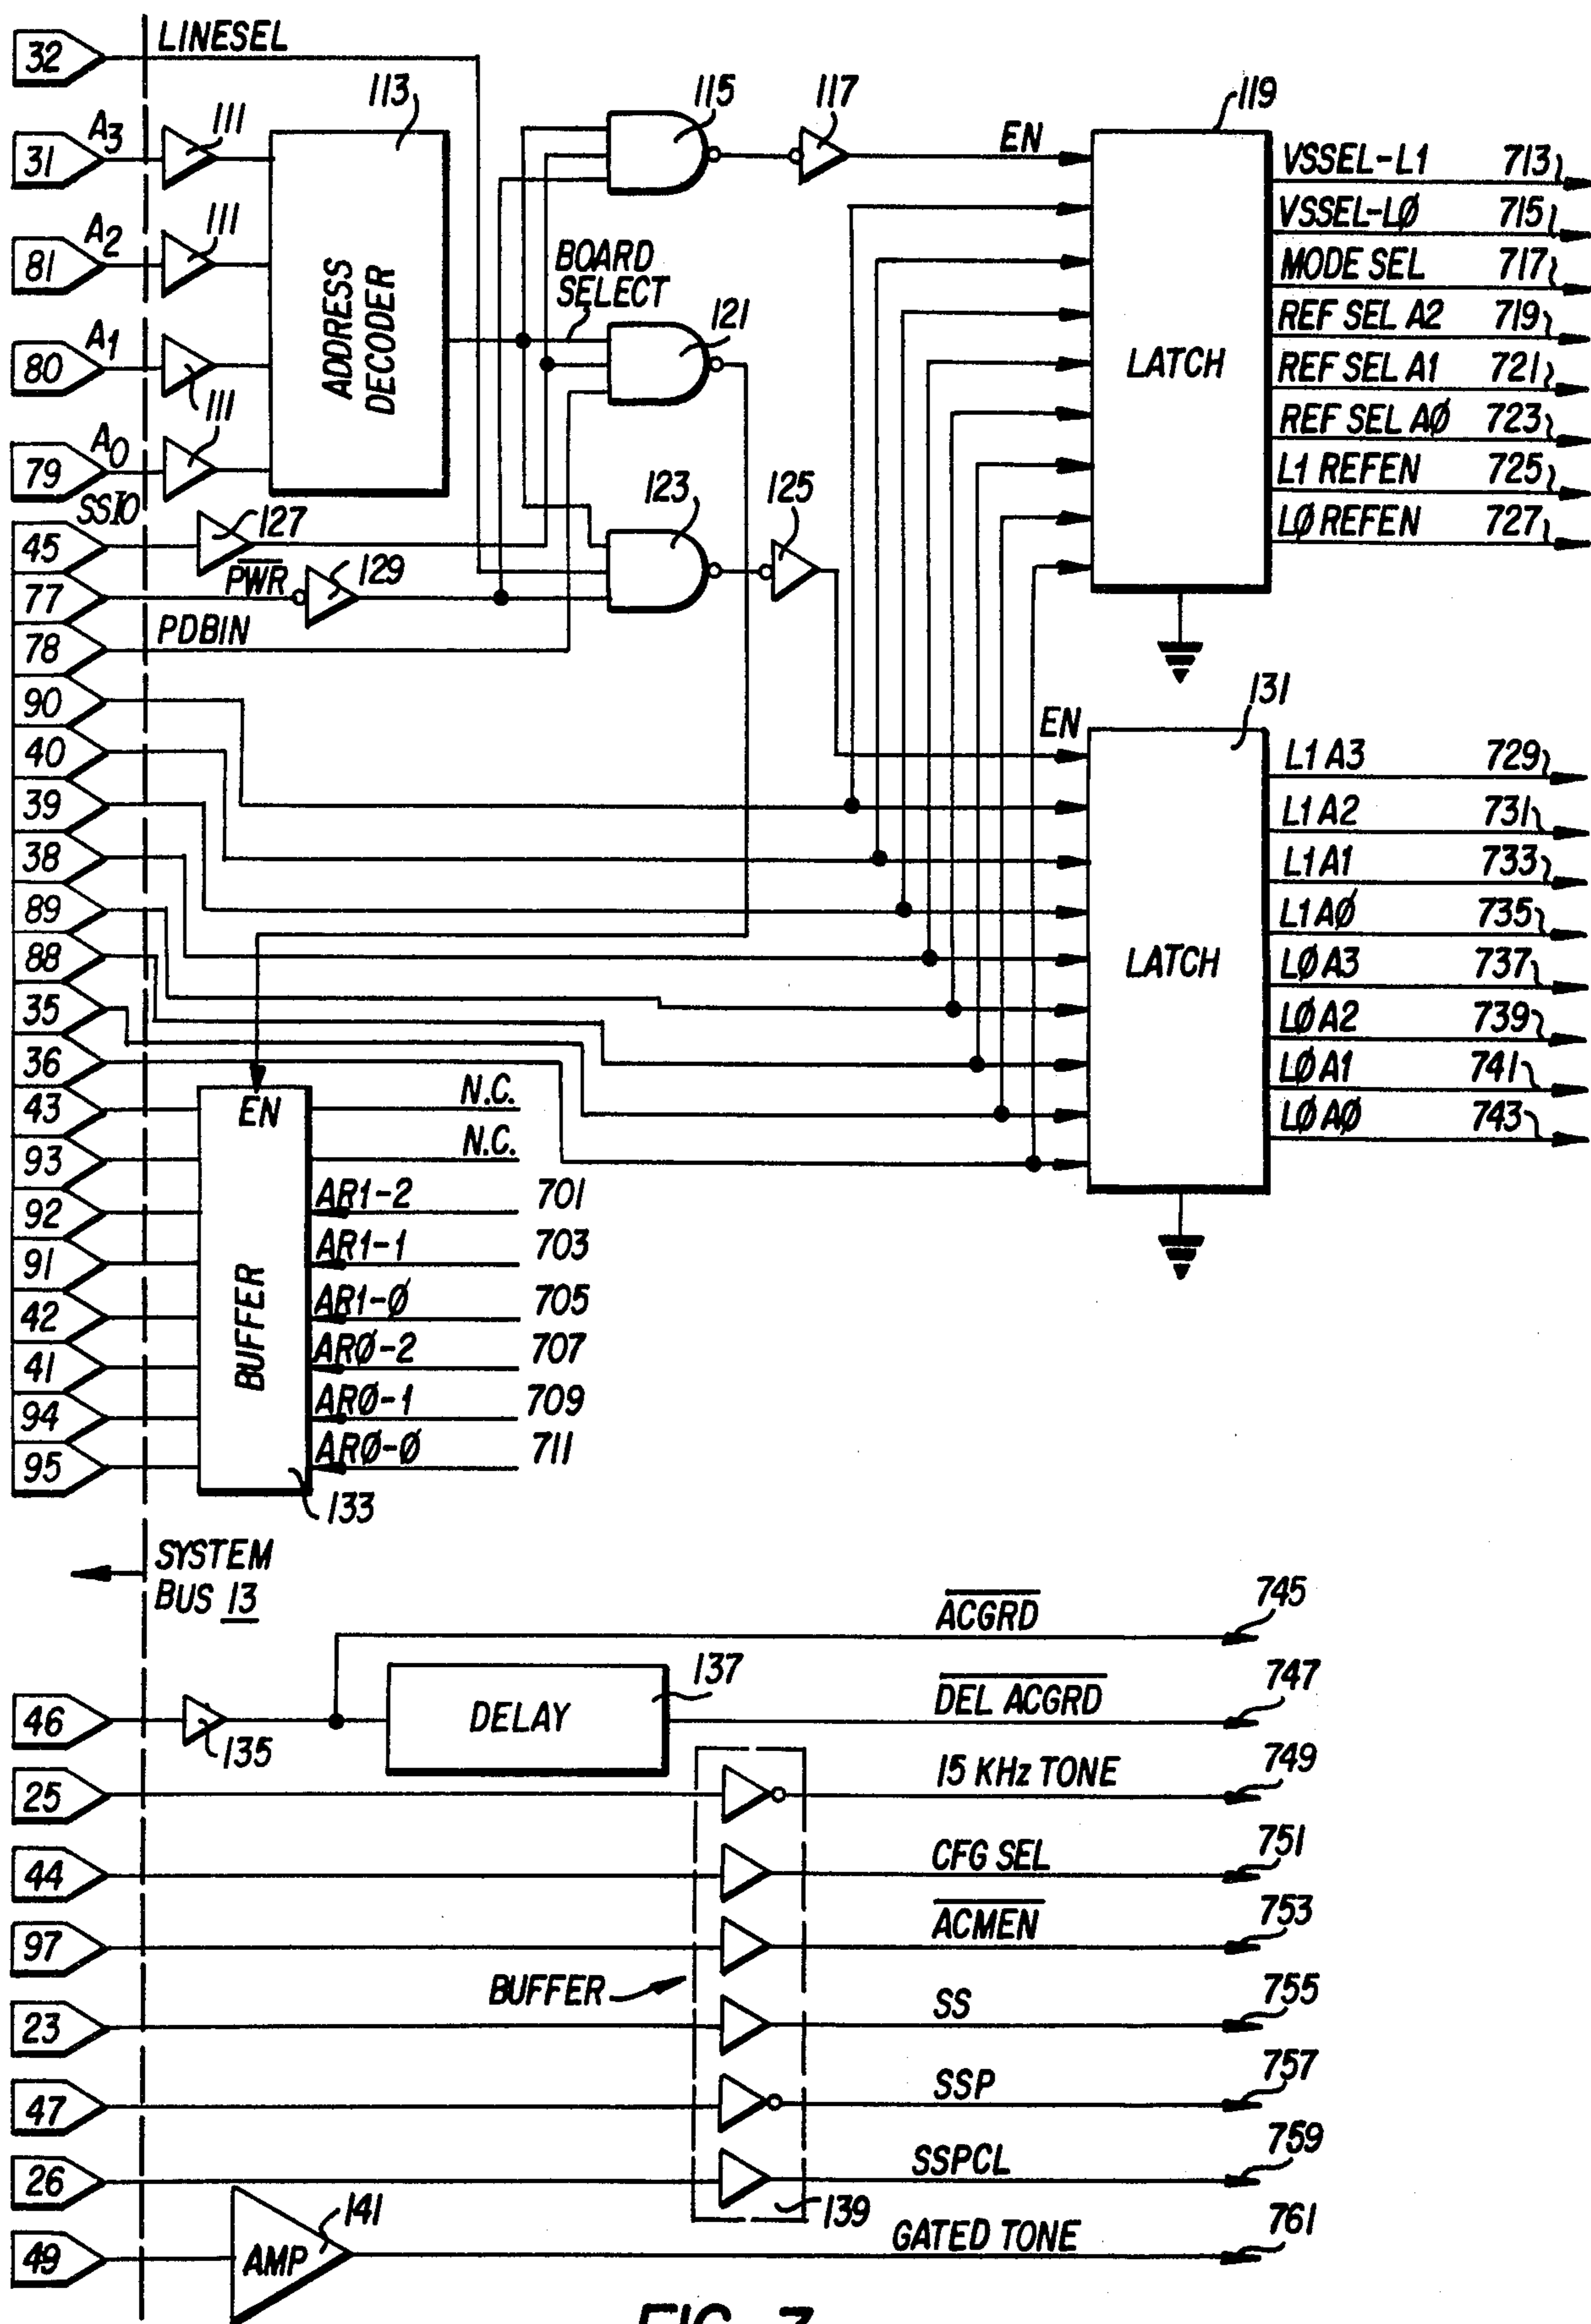 32 LINESEL
31 A3 111
113
115
117
119
EN
81 A2 111
80 A1 111
79 A0 111
ADDRESS DECODER
BOARD SELECT
121
123
125
LATCH
VSSEL-L1 713
VSSEL-LØ 715
MODE SEL 717
REF SEL A2 719
REF SEL A1 721
REF SEL AØ 723
L1 REFEN 725
LØ REFEN 727
45 SSIO 127
77 PWR 129
78 PDBIN
90
40
39
38
89
88
35
36
EN
131
LATCH
L1 A3 729
L1 A2 731
L1 A1 733
L1 AØ 735
LØ A3 737
LØ A2 739
LØ A1 741
LØ AØ 743
43 EN N.C.
93 N.C.
92 AR1-2 701
91 AR1-1 703
42 AR1-Ø 705
41 ARØ-2 707
94 ARØ-1 709
95 ARØ-Ø 711
BUFFER
133
SYSTEM
BUS 13
ACGRD 745
46 135 DELAY 137 DEL ACGRD 747
25 15 KHz TONE 749
44 CFG SEL 751
97 ACMEN 753
BUFFER
23 SS 755
47 SSP 757
26 SSPCL 759
139
49 AMP 141 GATED TONE 761